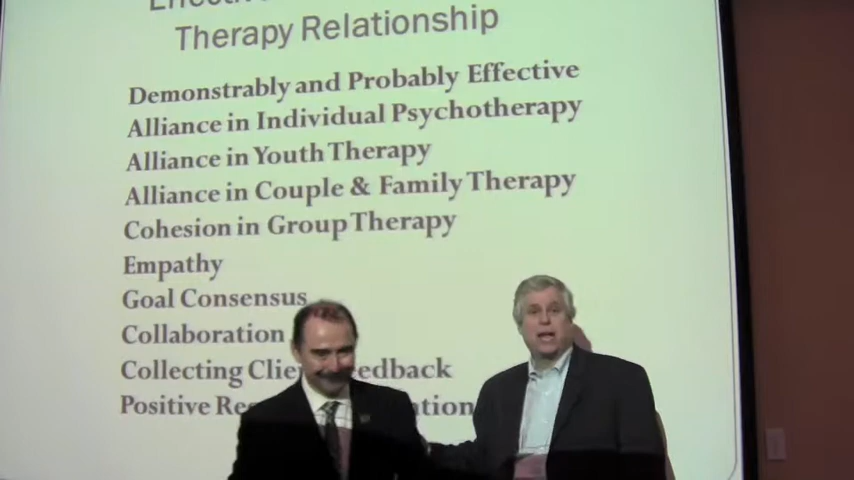 Therapy Relationship
Demonstrably and Probably Effective
Alliance in Individual Psychotherapy
Alliance in Youth Therapy
Alliance in Couple & Family Therapy
Cohesion in Group Therapy
Empathy
Goal Consensus
Collaboration
Collecting Feedback
Positive